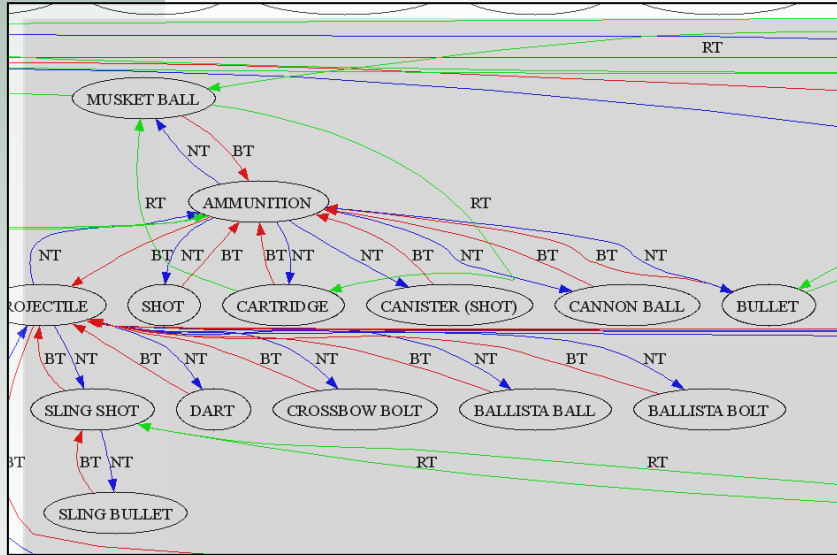 RT
MUSKET BALL
NT BT
RT AMMUNITION RT
NT BT NT BT BT NT NT BT NT BT BT NT
ROJECTILE SHOT CARTRIDGE CANISTER (SHOT) CANNON BALL BULLET
BT NT BT NT BT NT BT NT BT NT
SLING SHOT DART CROSSBOW BOLT BALLISTA BALL BALLISTA BOLT
BT BT NT RT RT
SLING BULLET